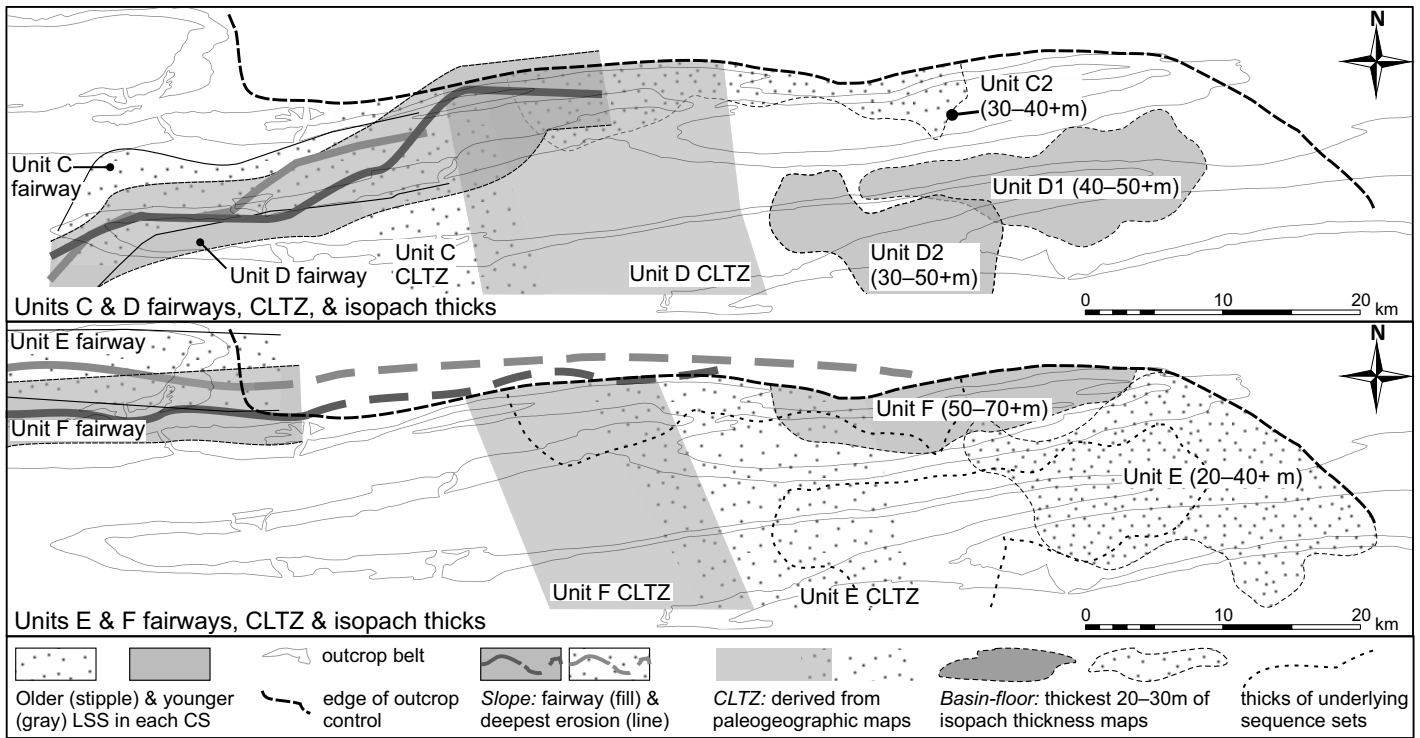 N
Unit C2
(30–40+m)
Unit C
fairway
Unit D1 (40–50+m)
Unit D2
(30–50+m)
Unit C
CLTZ
Unit D CLTZ
Unit D fairway
0 10 20 km
Units C & D fairways, CLTZ, & isopach thicks
N
Unit E fairway
Unit F fairway
Unit F (50–70+m)
Unit E (20–40+ m)
Unit F CLTZ
Unit E CLTZ
0 10 20 km
Units E & F fairways, CLTZ & isopach thicks
Older (stipple) & younger
(gray) LSS in each CS
outcrop belt
edge of outcrop
control
Slope: fairway (fill) &
deepest erosion (line)
CLTZ: derived from
paleogeographic maps
Basin-floor: thickest 20–30m of
isopach thickness maps
thicks of underlying
sequence sets